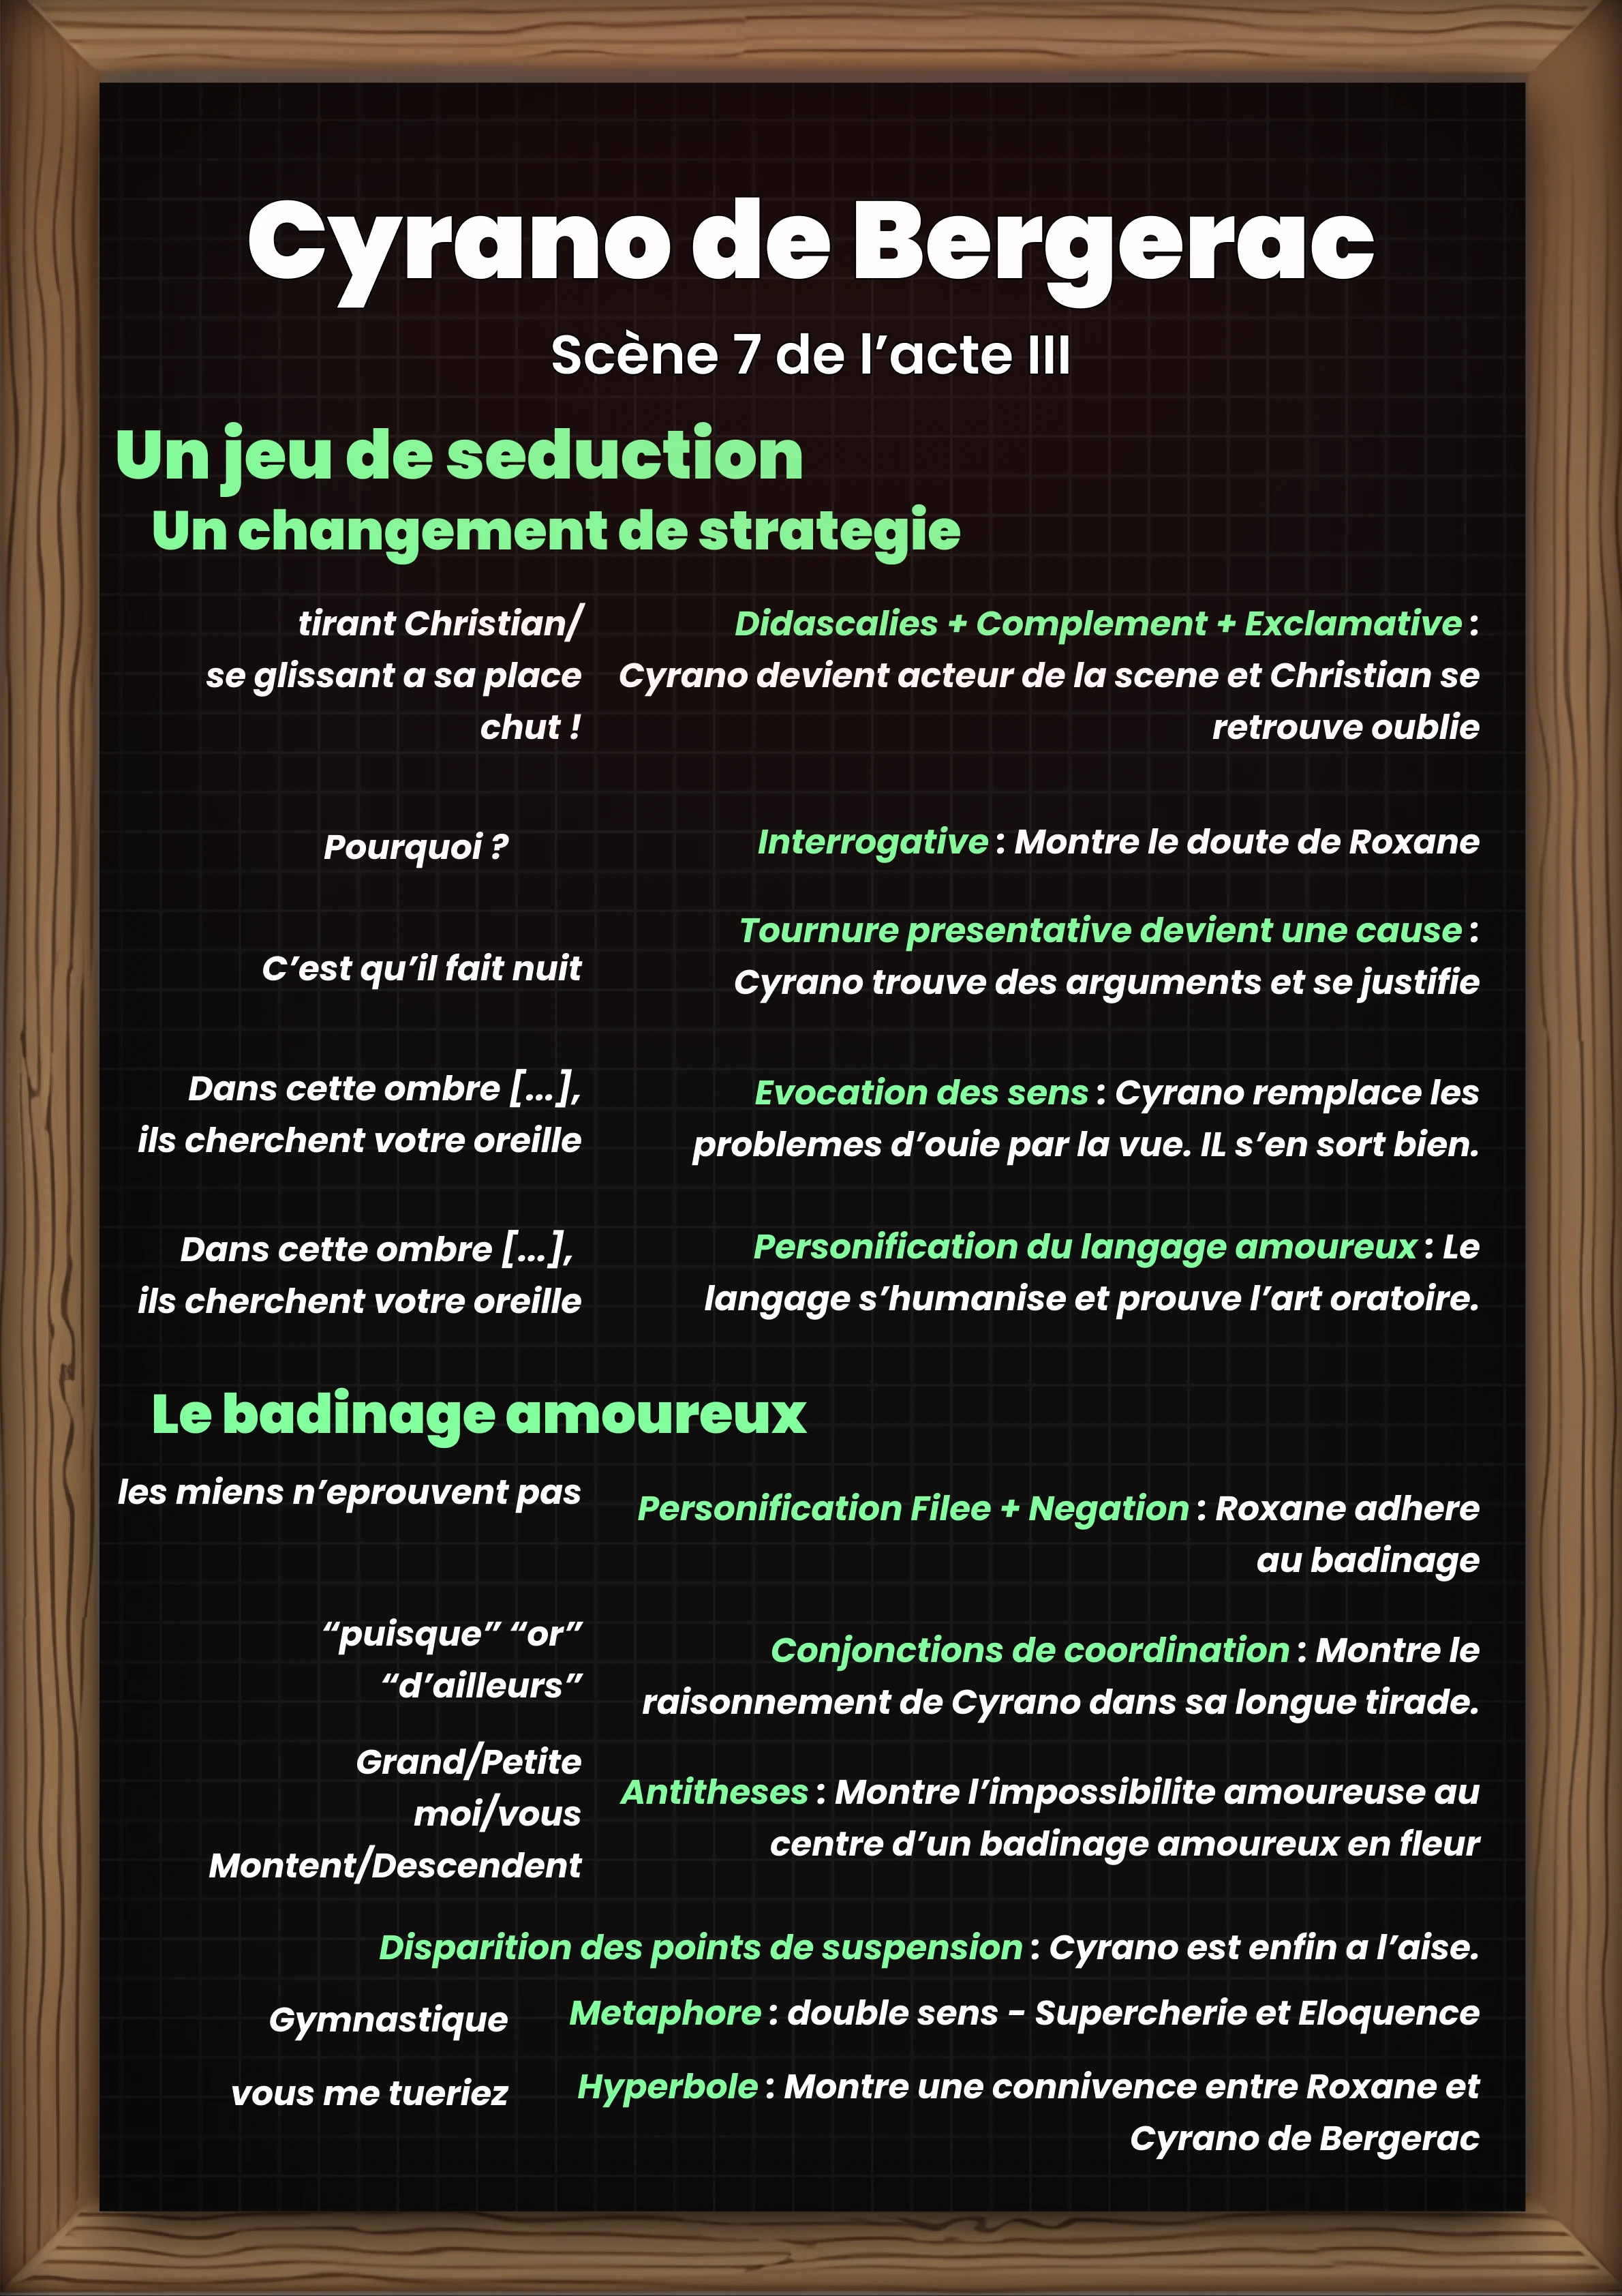 Cyrano de Bergerac
Scène 7 de l’acte III
Un jeu de seduction
Un changement de strategie
tirant Christian/
se glissant a sa place
chut !
Didascalies + Complement + Exclamative :
Cyrano devient acteur de la scene et Christian se
retrouve oublie
Pourquoi ?
Interrogative : Montre le doute de Roxane
C’est qu’il fait nuit
Tournure presentative devient une cause :
Cyrano trouve des arguments et se justifie
Dans cette ombre [...],
ils cherchent votre oreille
Evocation des sens : Cyrano remplace les
problemes d’ouie par la vue. IL s’en sort bien.
Dans cette ombre [...],
ils cherchent votre oreille
Personification du langage amoureux : Le
langage s’humanise et prouve l’art oratoire.
Le badinage amoureux
les miens n’eprouvent pas
Personification Filee + Negation : Roxane adhere
au badinage
“puisque” “or”
“d’ailleurs”
Conjonctions de coordination : Montre le
raisonnement de Cyrano dans sa longue tirade.
Grand/Petite
moi/vous
Montent/Descendent
Antitheses : Montre l’impossibilite amoureuse au
centre d’un badinage amoureux en fleur
Disparition des points de suspension : Cyrano est enfin a l’aise.
Gymnastique
Metaphore : double sens - Supercherie et Eloquence
vous me tueriez
Hyperbole : Montre une connivence entre Roxane et
Cyrano de Bergerac